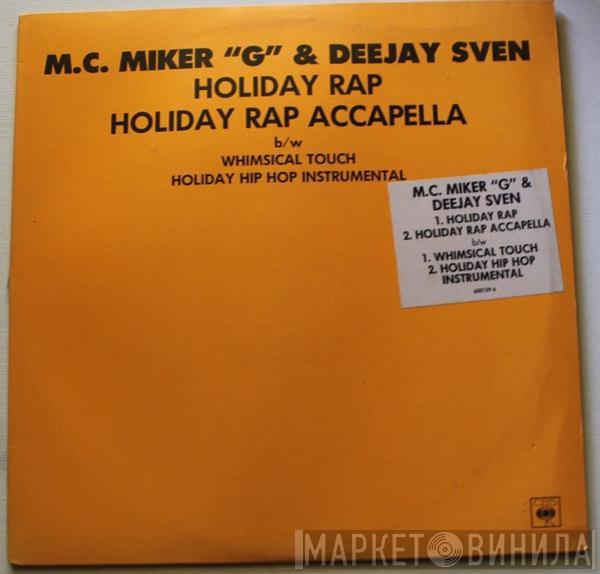 M.C. MIKER "G" & DEEJAY SVEN
HOLIDAY RAP
HOLIDAY RAP ACCAPELLA
b/w
WHIMSICAL TOUCH
HOLIDAY HIP HOP INSTRUMENTAL
M.C. MIKER "G" &
DEEJAY SVEN
1. HOLIDAY RAP
2. HOLIDAY RAP ACCAPELLA
b/w
1. WHIMSICAL TOUCH
2. HOLIDAY HIP HOP
INSTRUMENTAL
CBS
МАРКЕТ ВИНИЛА